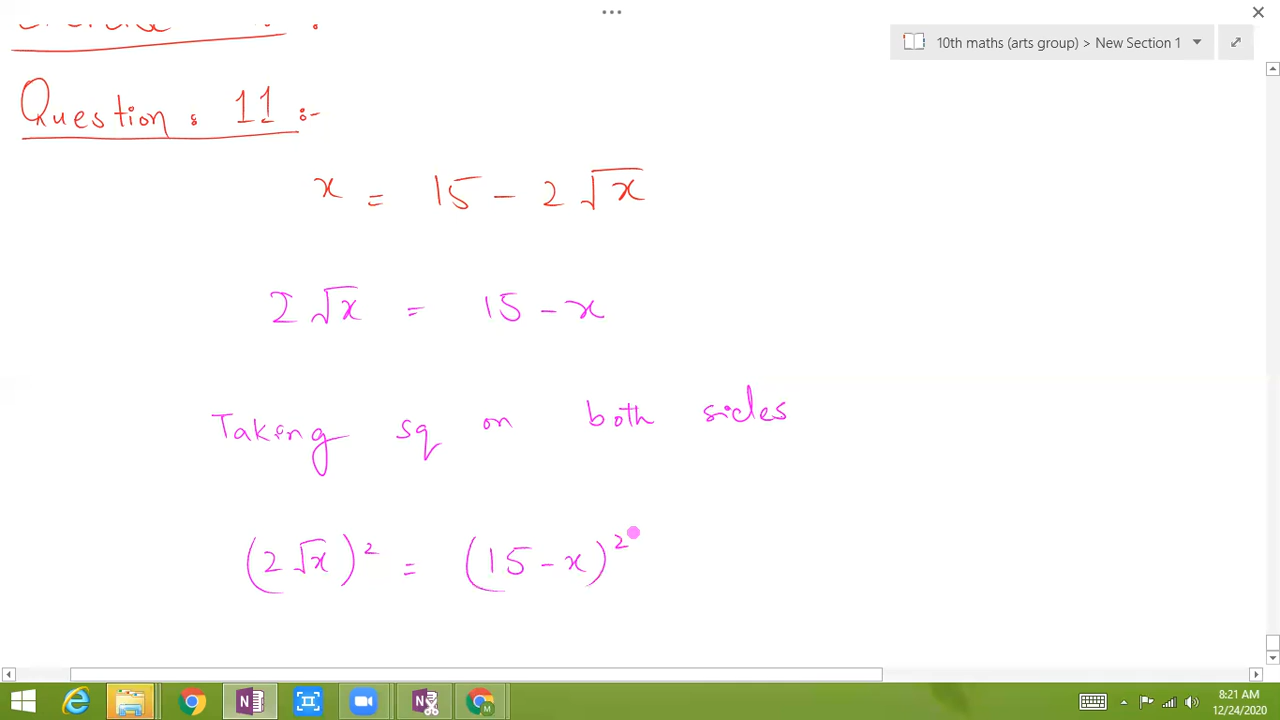 10th maths (arts group) > New Section 1
Question : 11 :-
x = 15 - 2 √x
2 √x = 15 - x
Taking sq on both sides
(2 √x)² = (15 - x)²
8:21 AM
12/24/2020